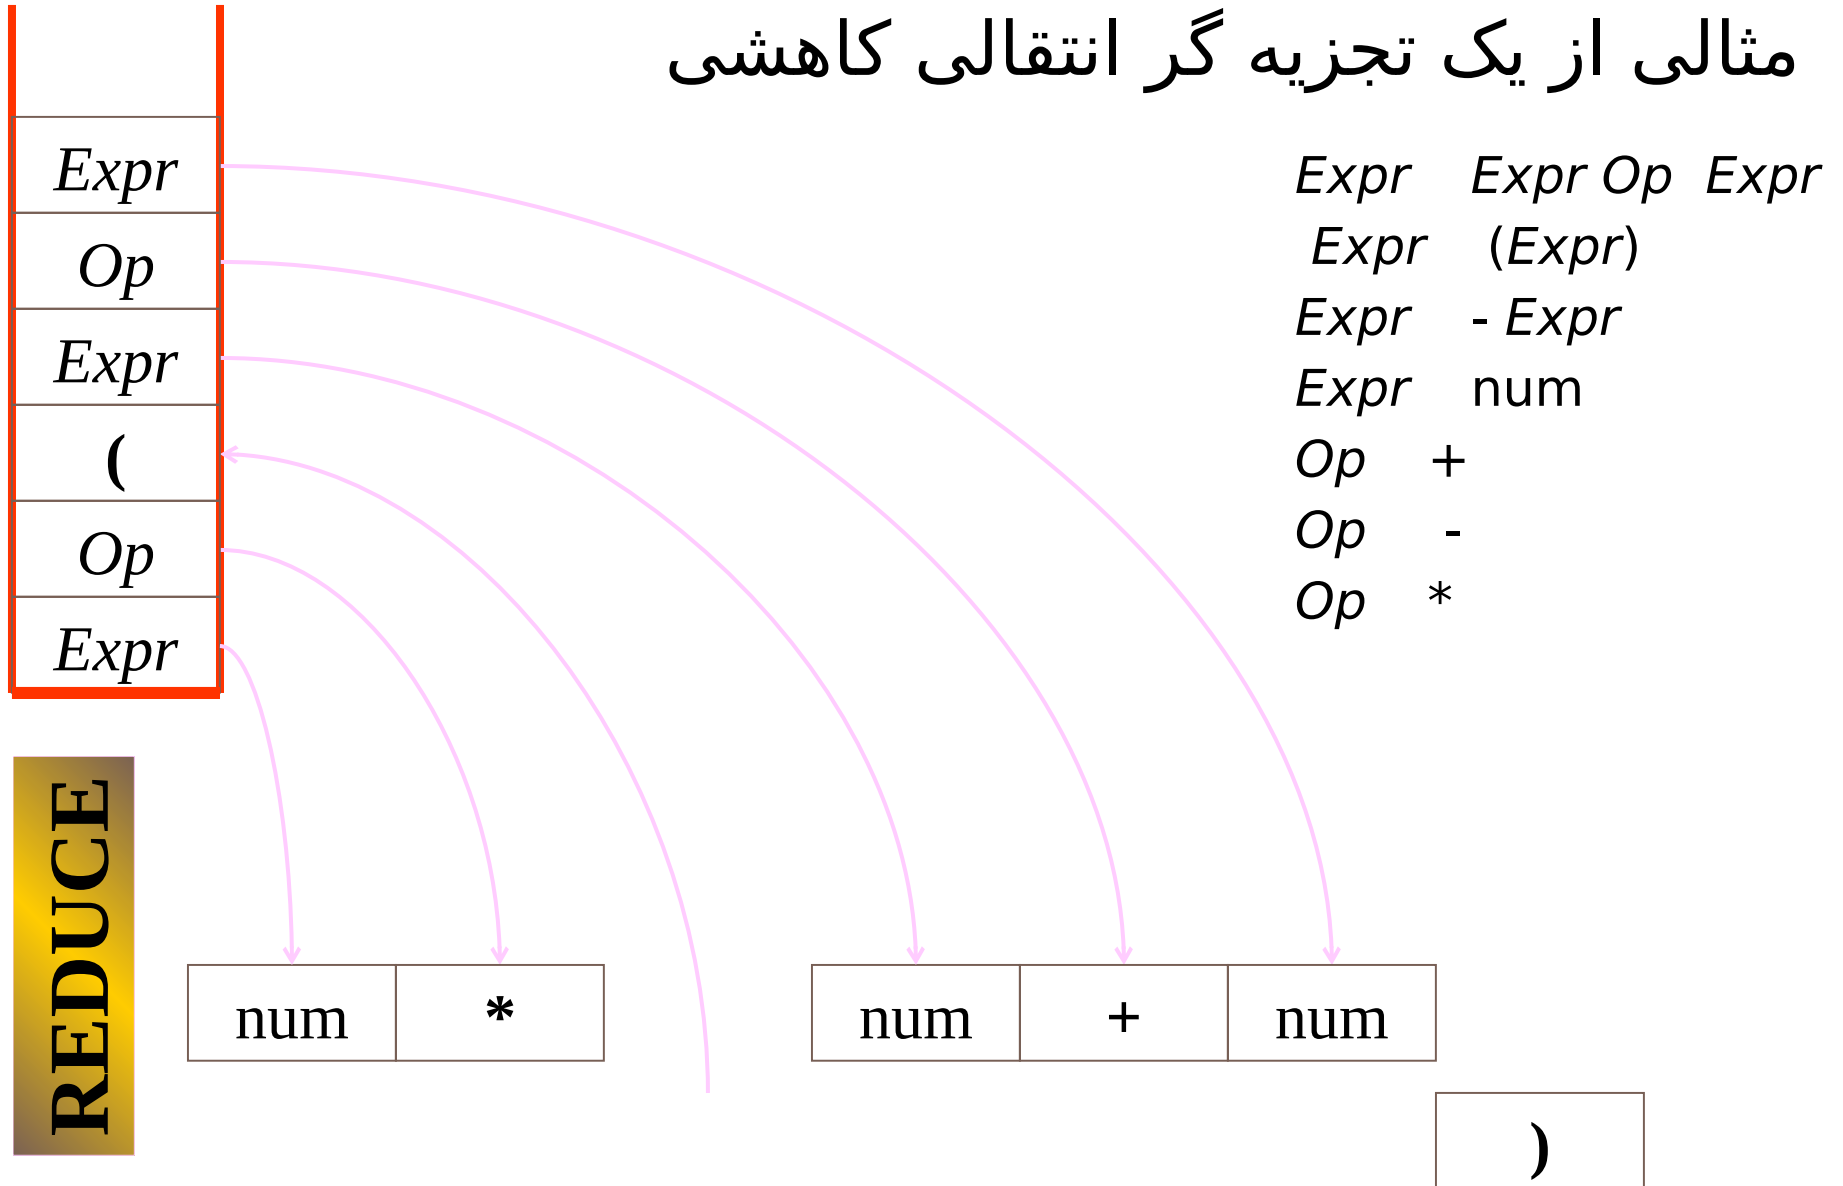 مثالی از یک تجزیه گر انتقالی کاهشی
Expr
Op
Expr
(
Op
Expr
Expr Expr Op Expr
Expr (Expr)
Expr - Expr
Expr num
Op +
Op -
Op *
REDUCE
num * num + num
)